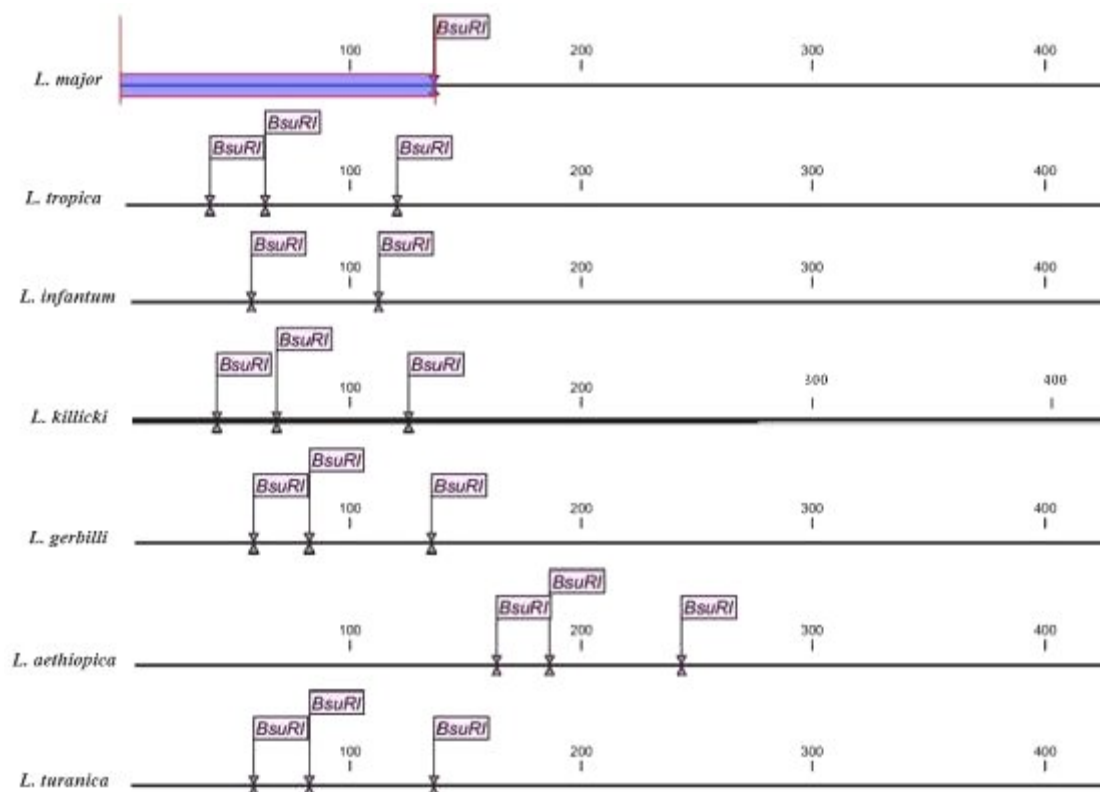 BsuRI
100 200 300 400
L. major
BsuRI
BsuRI BsuRI
100 200 300 400
L. tropica
BsuRI BsuRI
100 200 300 400
L. infantum
BsuRI
BsuRI BsuRI
100 200 300 400
L. killicki
BsuRI
BsuRI BsuRI
100 200 300 400
L. gerbilli
BsuRI
BsuRI BsuRI
100 200 300 400
L. aethiopica
BsuRI
BsuRI BsuRI
100 200 300 400
L. turanica